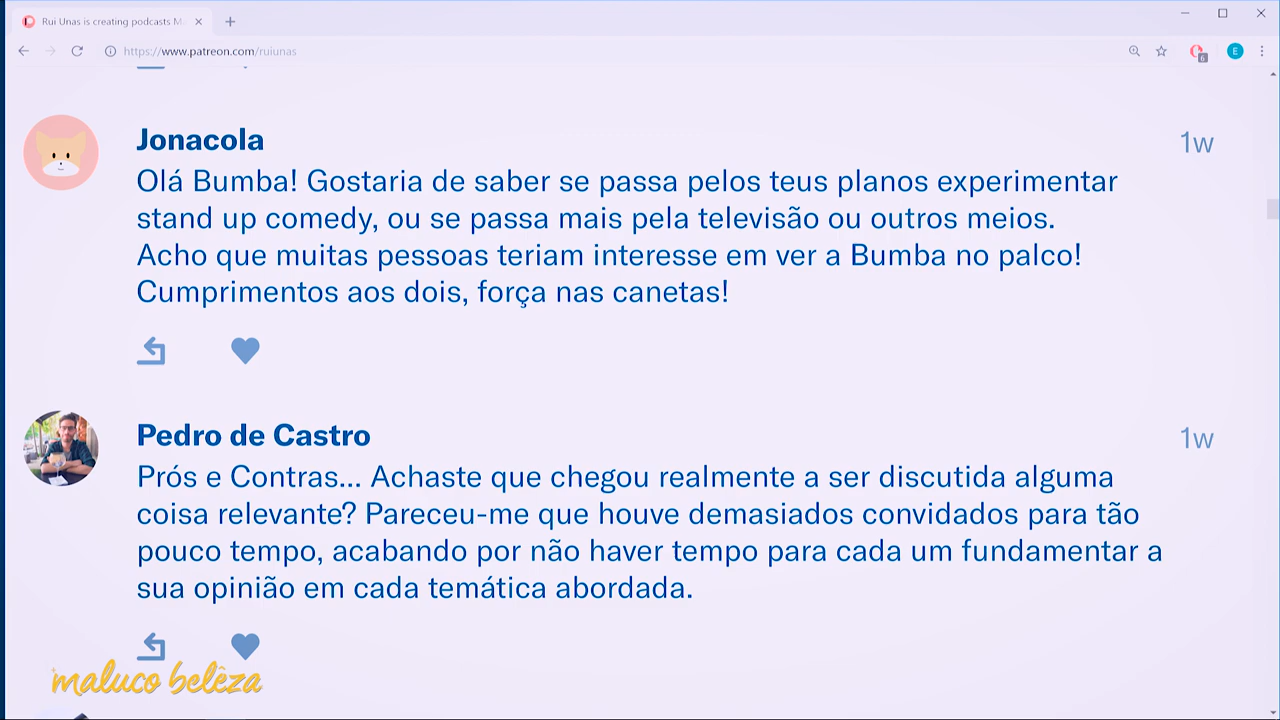 Rui Unas is creating podcasts M
https://www.patreon.com/ruiunas
6
E
Jonacola
1w
Olá Bumba! Gostaria de saber se passa pelos teus planos experimentar
stand up comedy, ou se passa mais pela televisão ou outros meios.
Acho que muitas pessoas teriam interesse em ver a Bumba no palco!
Cumprimentos aos dois, força nas canetas!
Pedro de Castro
1w
Prós e Contras... Achaste que chegou realmente a ser discutida alguma
coisa relevante? Pareceu-me que houve demasiados convidados para tão
pouco tempo, acabando por não haver tempo para cada um fundamentar a
sua opinião em cada temática abordada.
maluco belêza